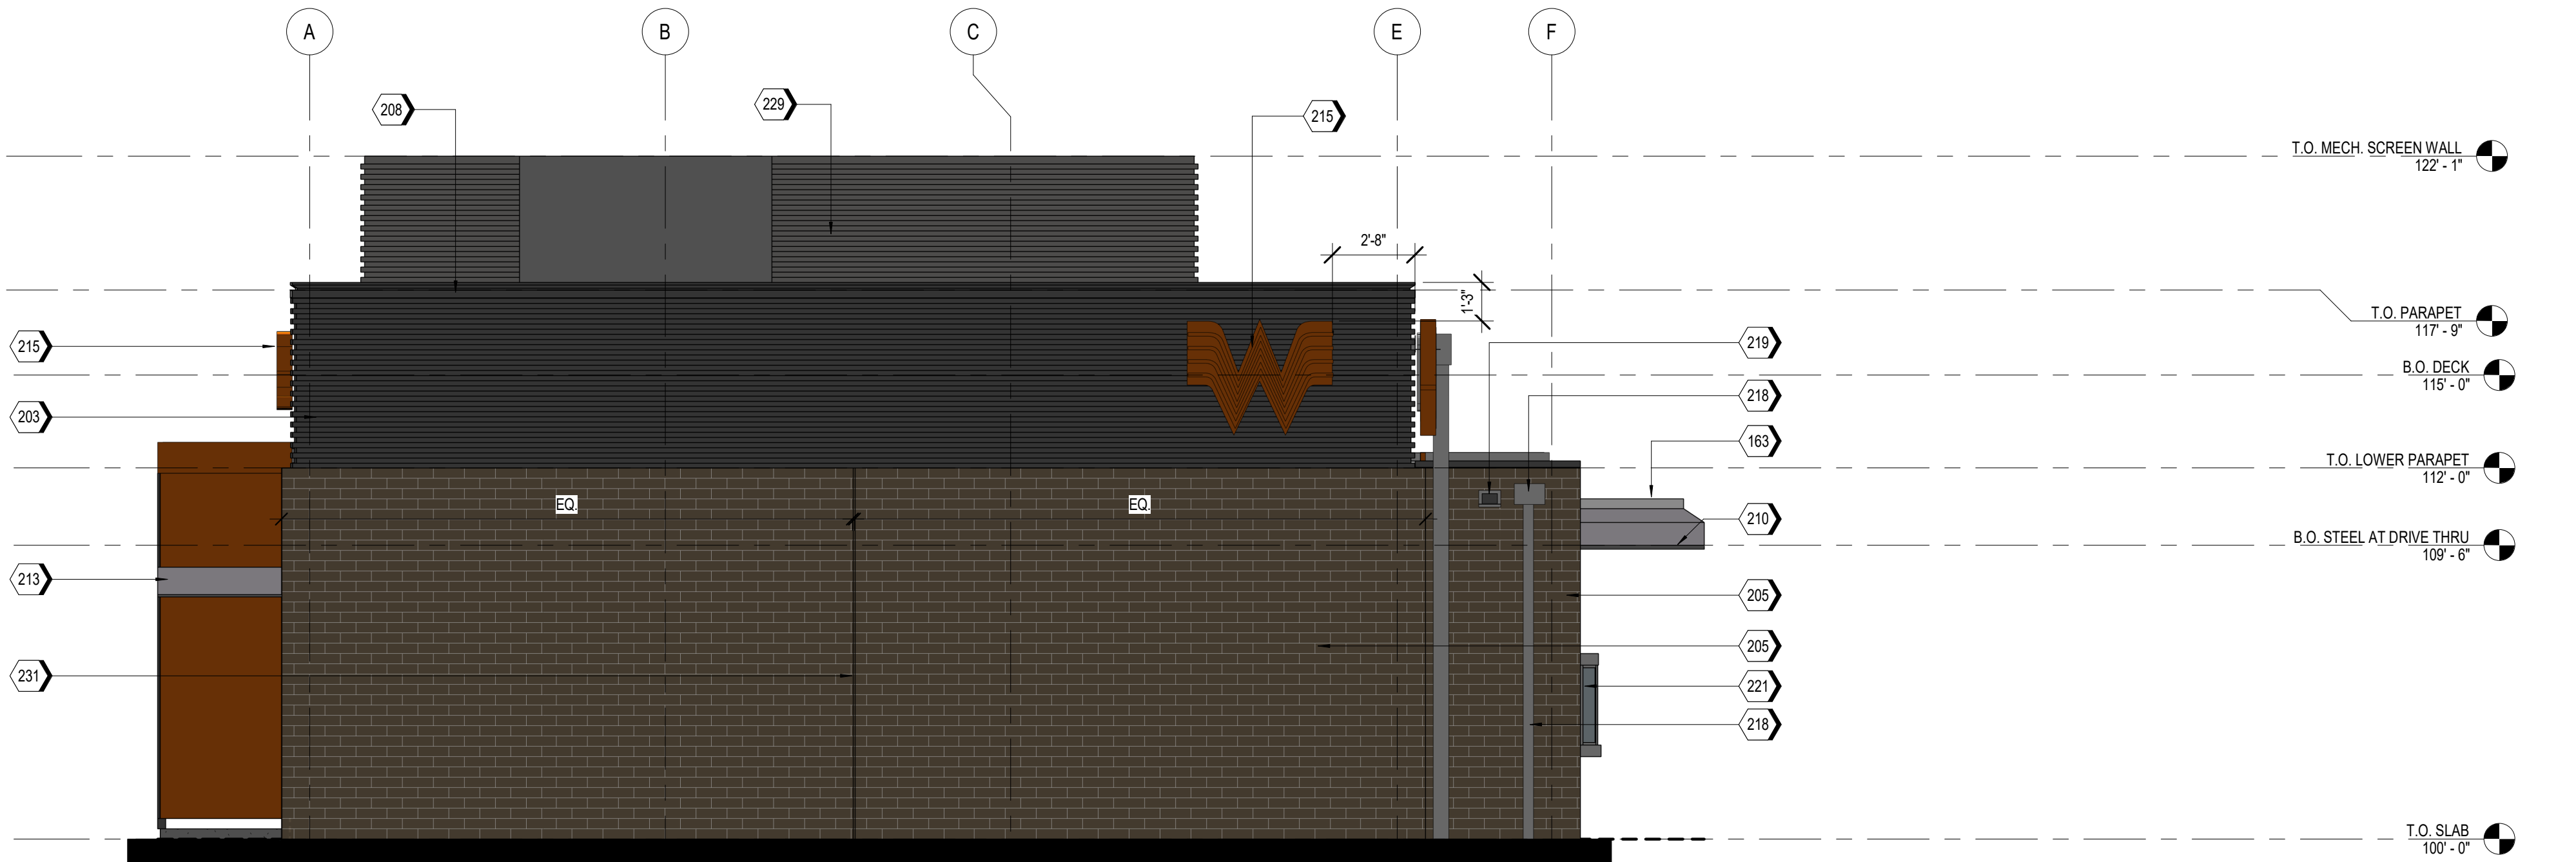 A
B
C
E
F
208
229
215
T.O. MECH. SCREEN WALL
122' - 1"
2'-8"
1'-3"
T.O. PARAPET
117' - 9"
215
219
B.O. DECK
115' - 0"
218
203
163
T.O. LOWER PARAPET
112' - 0"
EQ.
EQ.
210
B.O. STEEL AT DRIVE THRU
109' - 6"
213
205
205
231
221
218
T.O. SLAB
100' - 0"